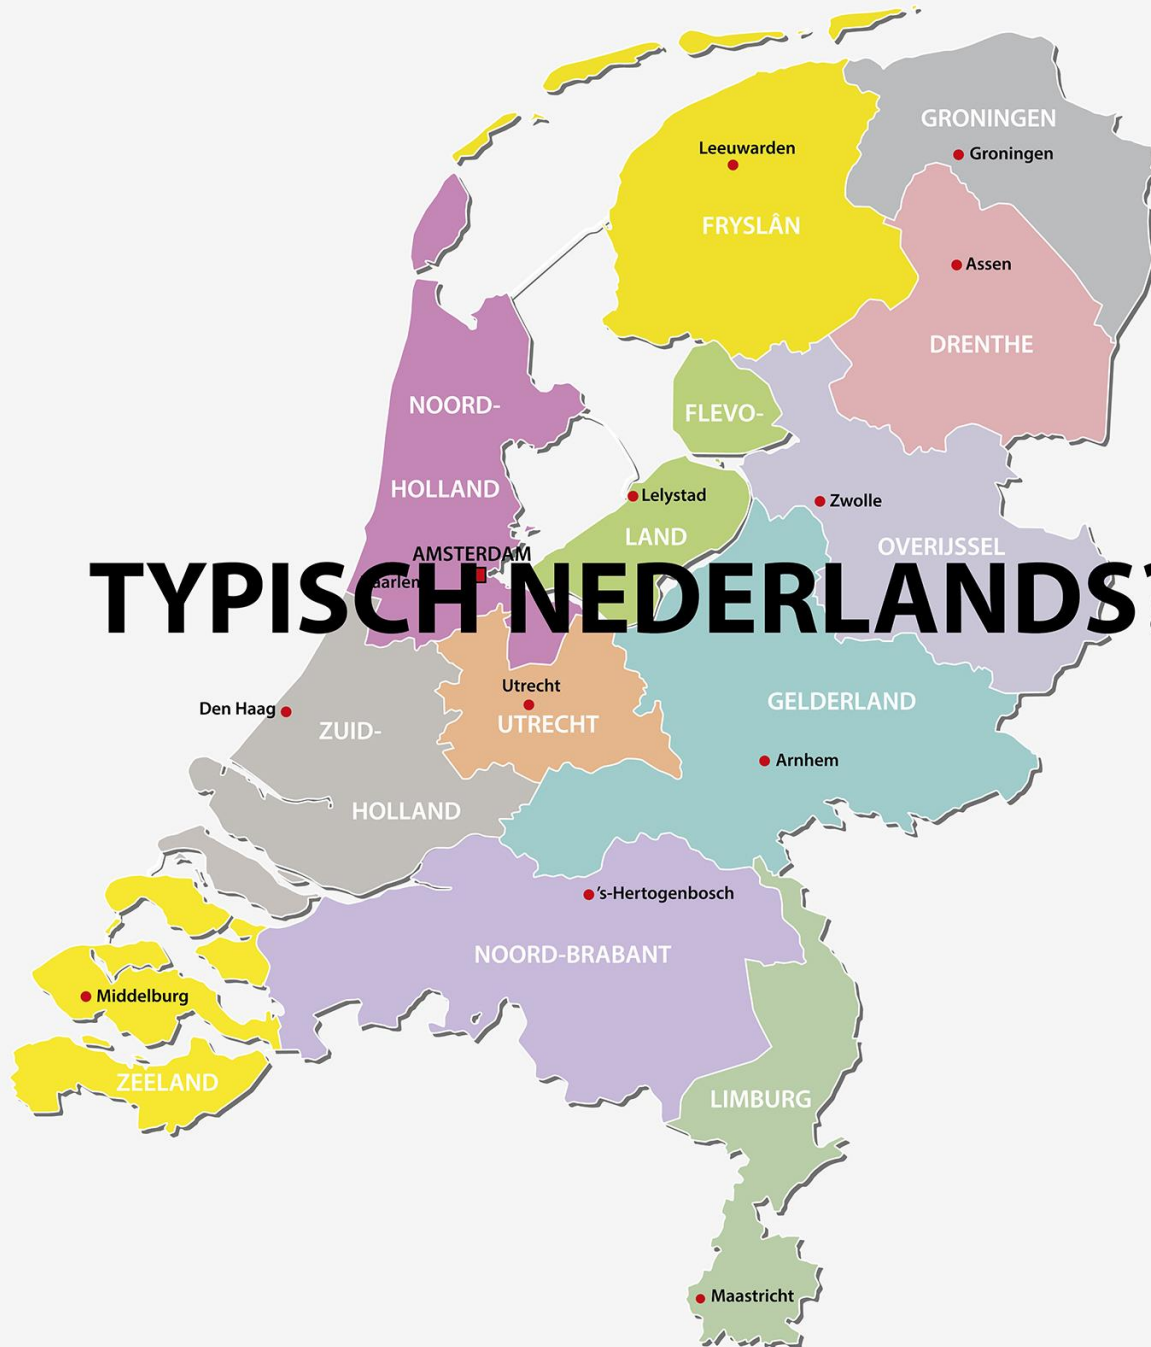 GRONINGEN
Groningen
Leeuwarden
FRYSLÂN
Assen
DRENTHE
NOORD-
HOLLAND
FLEVO-
LAND
Lelystad
Zwolle
OVERIJSSEL
AMSTERDAM
aarlem
TYPISCH NEDERLANDS?
Utrecht
UTRECHT
GELDERLAND
Den Haag
ZUID-
HOLLAND
Arnhem
's-Hertogenbosch
NOORD-BRABANT
Middelburg
ZEELAND
LIMBURG
Maastricht